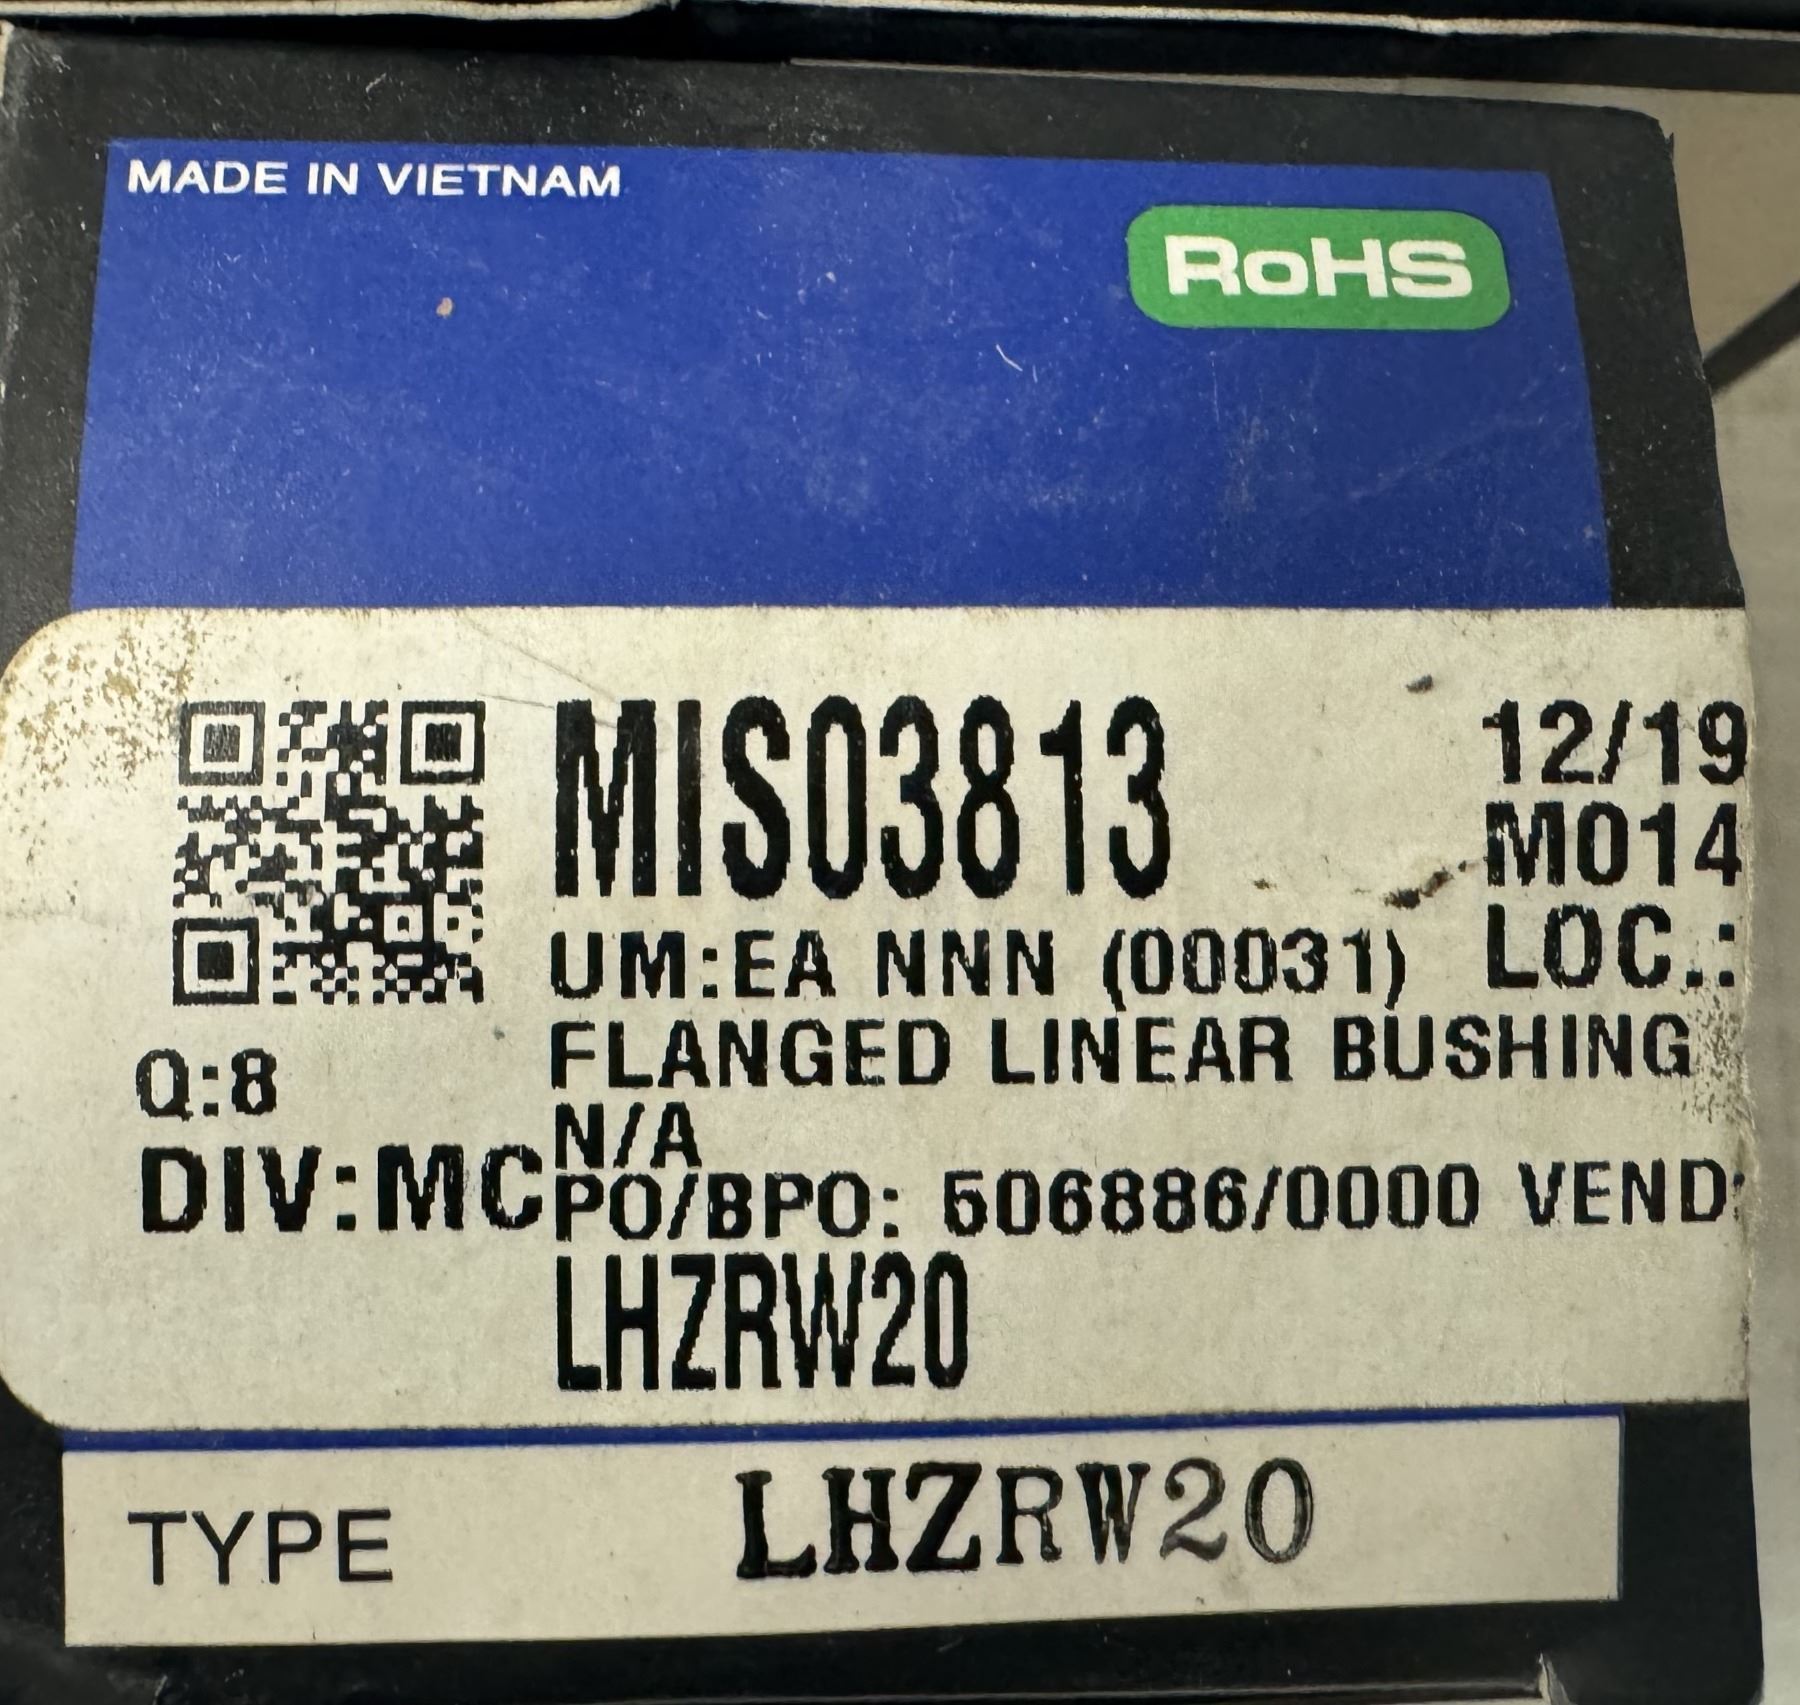 MADE IN VIETNAM
RoHS
MIS03813
12/19
M014
LOC.:
UM:EA NNN (00031)
FLANGED LINEAR BUSHING
Q:8
N/A
DIV:MC
PO/BPO: 506886/0000 VEND:
LHZRW20
TYPE LHZRW20